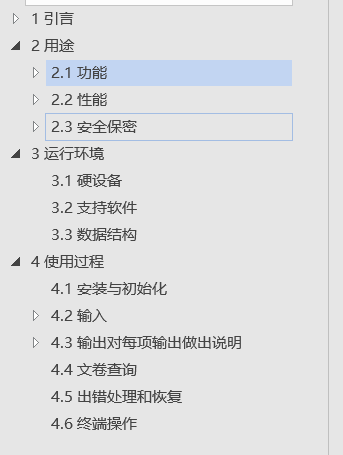 1 引言
2 用途
2.1 功能
2.2 性能
2.3 安全保密
3 运行环境
3.1 硬设备
3.2 支持软件
3.3 数据结构
4 使用过程
4.1 安装与初始化
4.2 输入
4.3 输出对每项输出做出说明
4.4 文卷查询
4.5 出错处理和恢复
4.6 终端操作